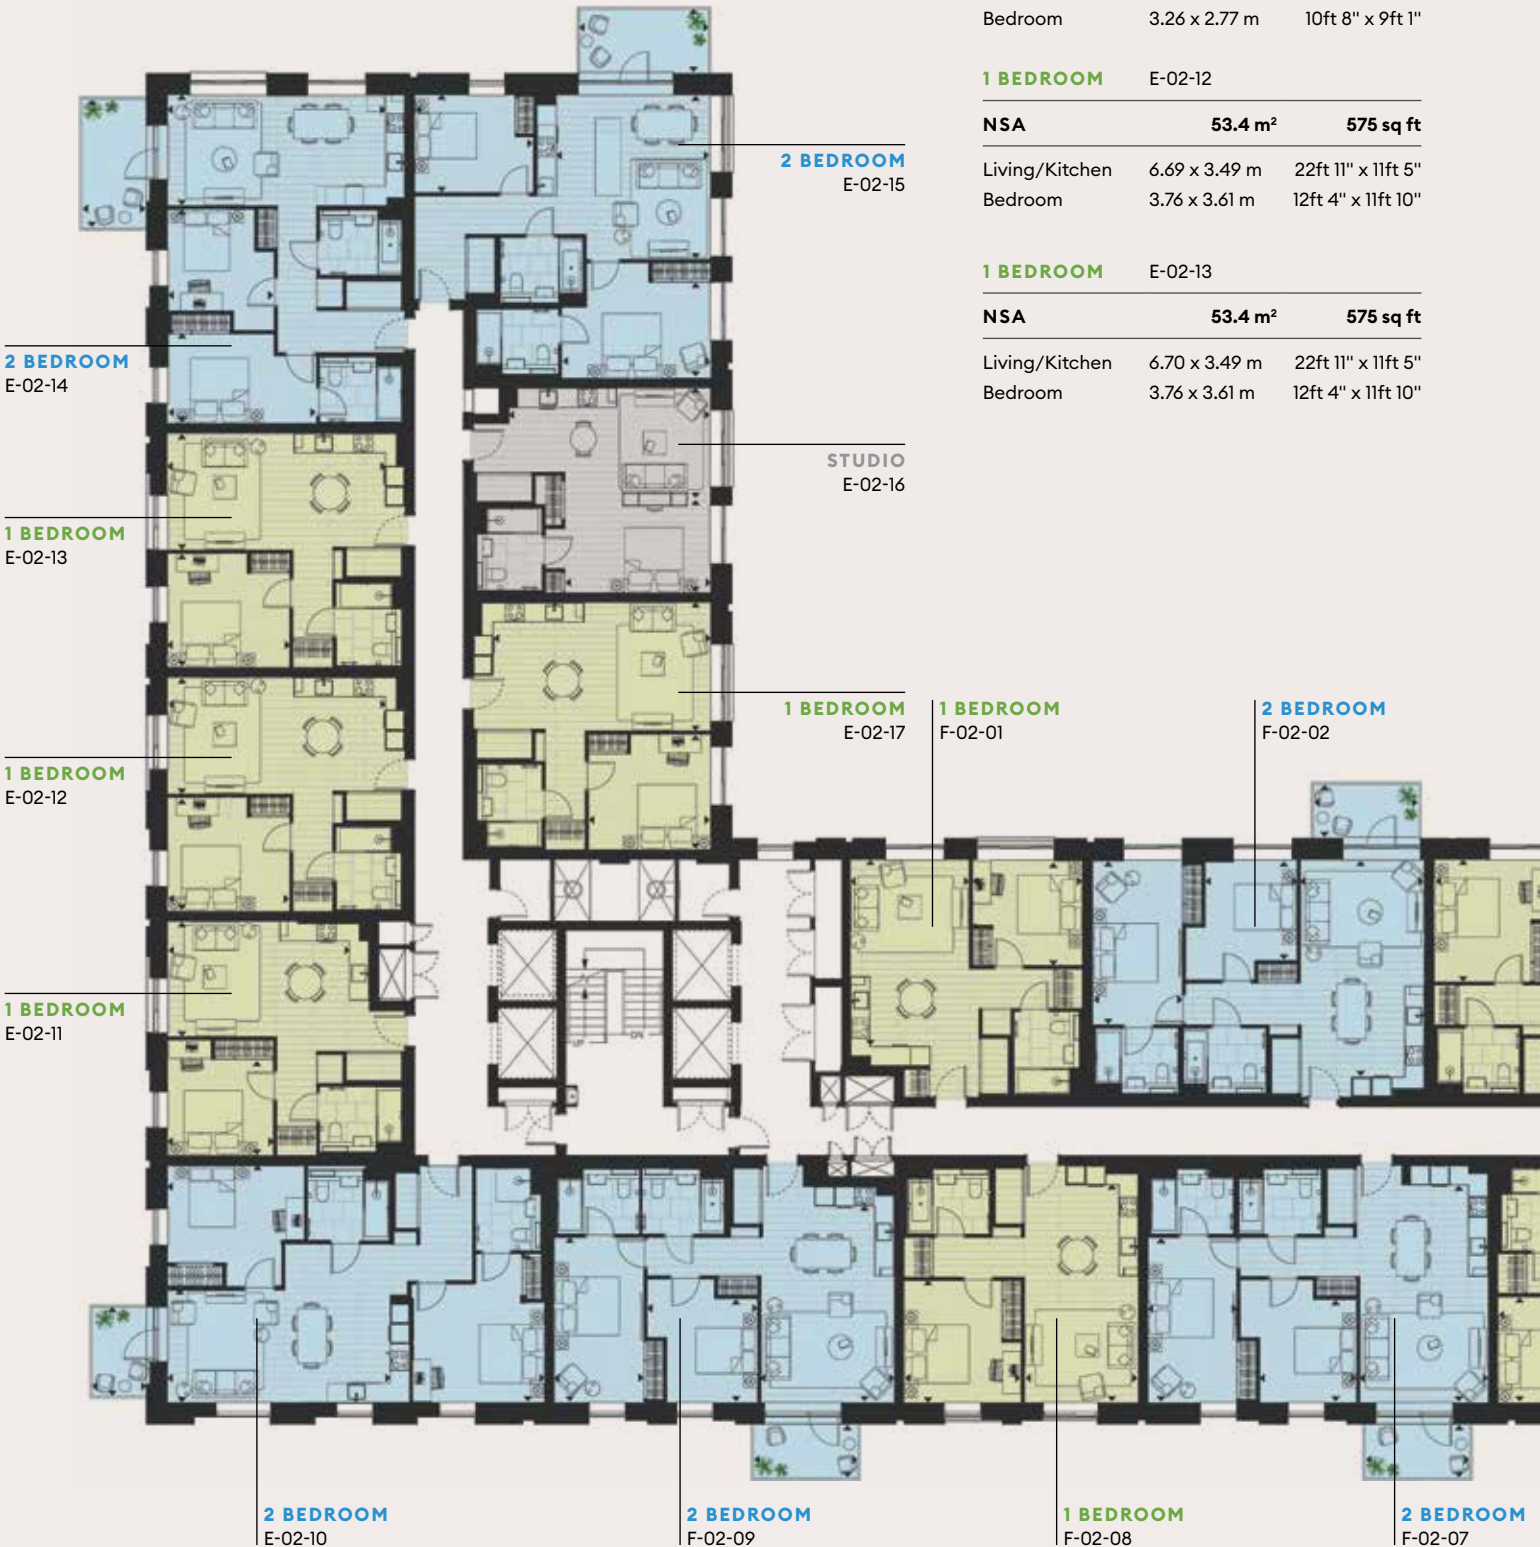 Bedroom 3.26 x 2.77 m 10ft 8" x 9ft 1"
1 BEDROOM E-02-12
NSA 53.4 m² 575 sq ft
Living/Kitchen 6.69 x 3.49 m 22ft 11" x 11ft 5"
Bedroom 3.76 x 3.61 m 12ft 4" x 11ft 10"
1 BEDROOM E-02-13
NSA 53.4 m² 575 sq ft
Living/Kitchen 6.70 x 3.49 m 22ft 11" x 11ft 5"
Bedroom 3.76 x 3.61 m 12ft 4" x 11ft 10"
2 BEDROOM
E-02-15
2 BEDROOM
E-02-14
STUDIO
E-02-16
1 BEDROOM
E-02-13
1 BEDROOM
E-02-17
1 BEDROOM
F-02-01
2 BEDROOM
F-02-02
1 BEDROOM
E-02-12
1 BEDROOM
E-02-11
2 BEDROOM
E-02-10
2 BEDROOM
F-02-09
1 BEDROOM
F-02-08
2 BEDROOM
F-02-07